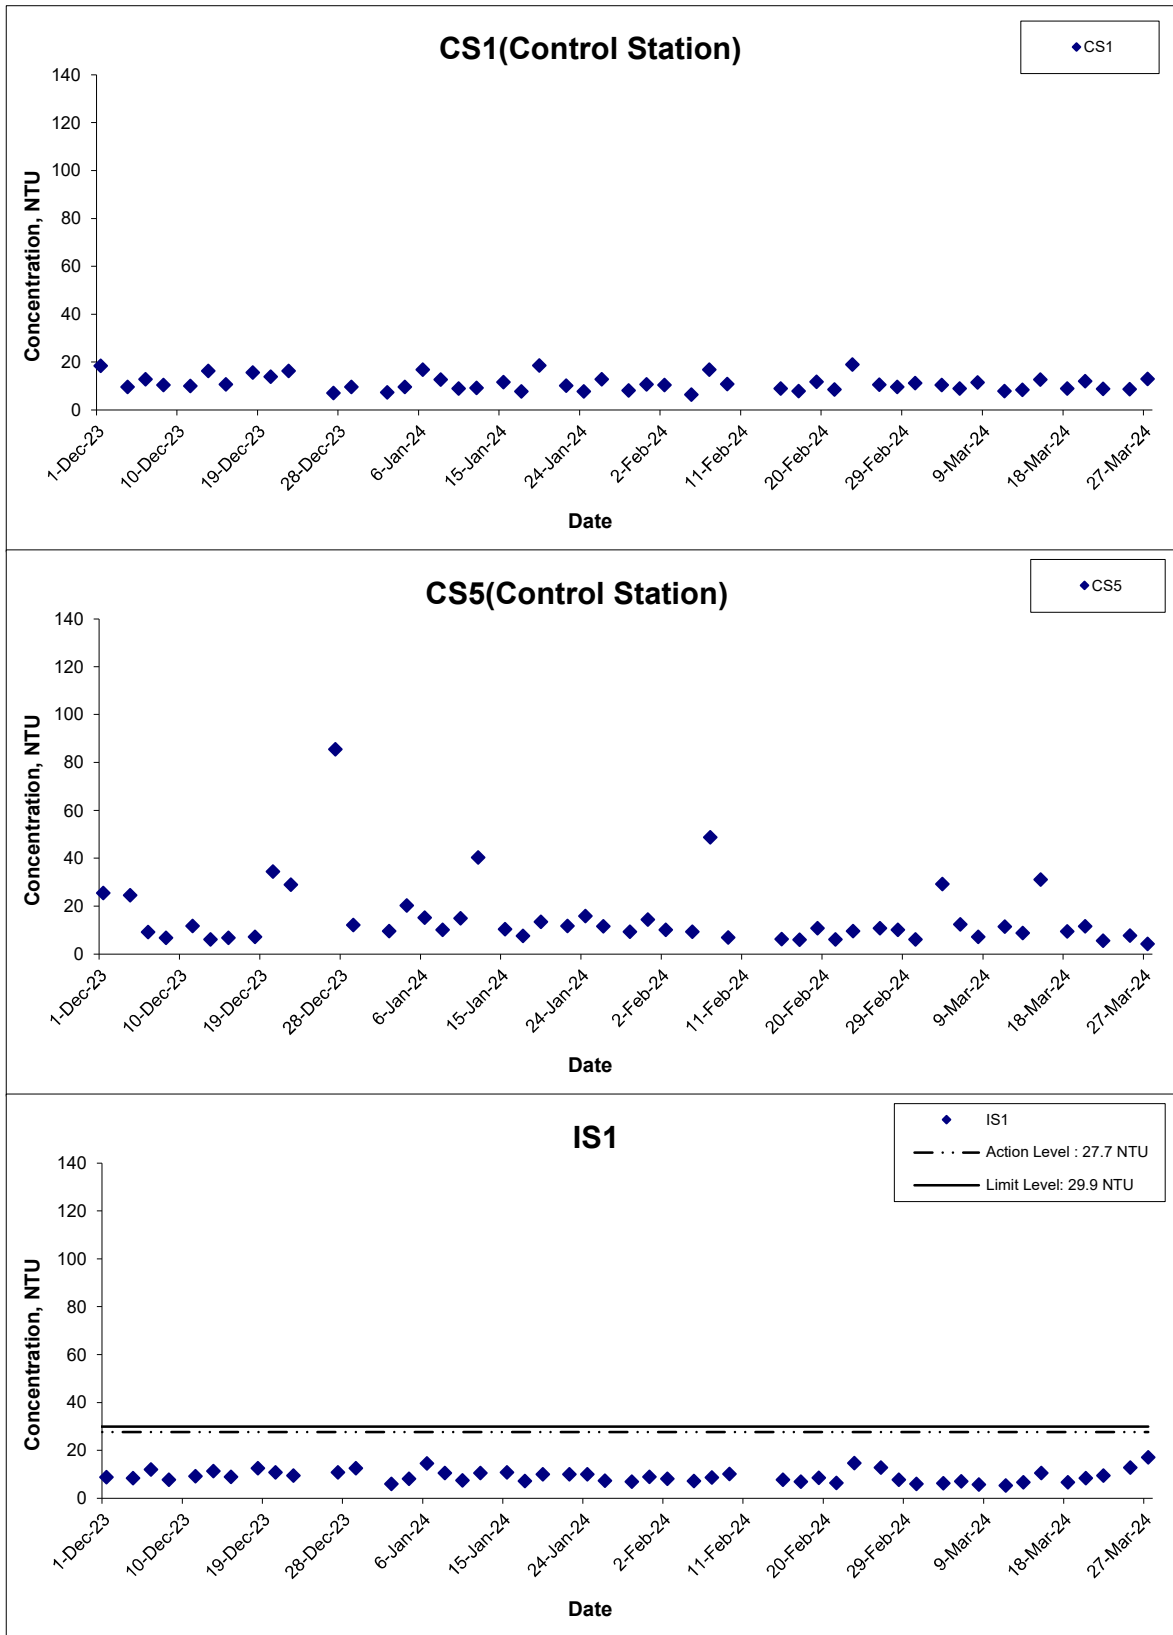 CS1(Control Station)
CS1
Concentration, NTU
140
120
100
80
60
40
20
0
1-Dec-23
10-Dec-23
19-Dec-23
28-Dec-23
6-Jan-24
15-Jan-24
24-Jan-24
2-Feb-24
11-Feb-24
20-Feb-24
29-Feb-24
9-Mar-24
18-Mar-24
27-Mar-24
Date
CS5(Control Station)
CS5
Concentration, NTU
140
120
100
80
60
40
20
0
1-Dec-23
10-Dec-23
19-Dec-23
28-Dec-23
6-Jan-24
15-Jan-24
24-Jan-24
2-Feb-24
11-Feb-24
20-Feb-24
29-Feb-24
9-Mar-24
18-Mar-24
27-Mar-24
Date
IS1
IS1
Action Level : 27.7 NTU
Limit Level: 29.9 NTU
Concentration, NTU
140
120
100
80
60
40
20
0
1-Dec-23
10-Dec-23
19-Dec-23
28-Dec-23
6-Jan-24
15-Jan-24
24-Jan-24
2-Feb-24
11-Feb-24
20-Feb-24
29-Feb-24
9-Mar-24
18-Mar-24
27-Mar-24
Date